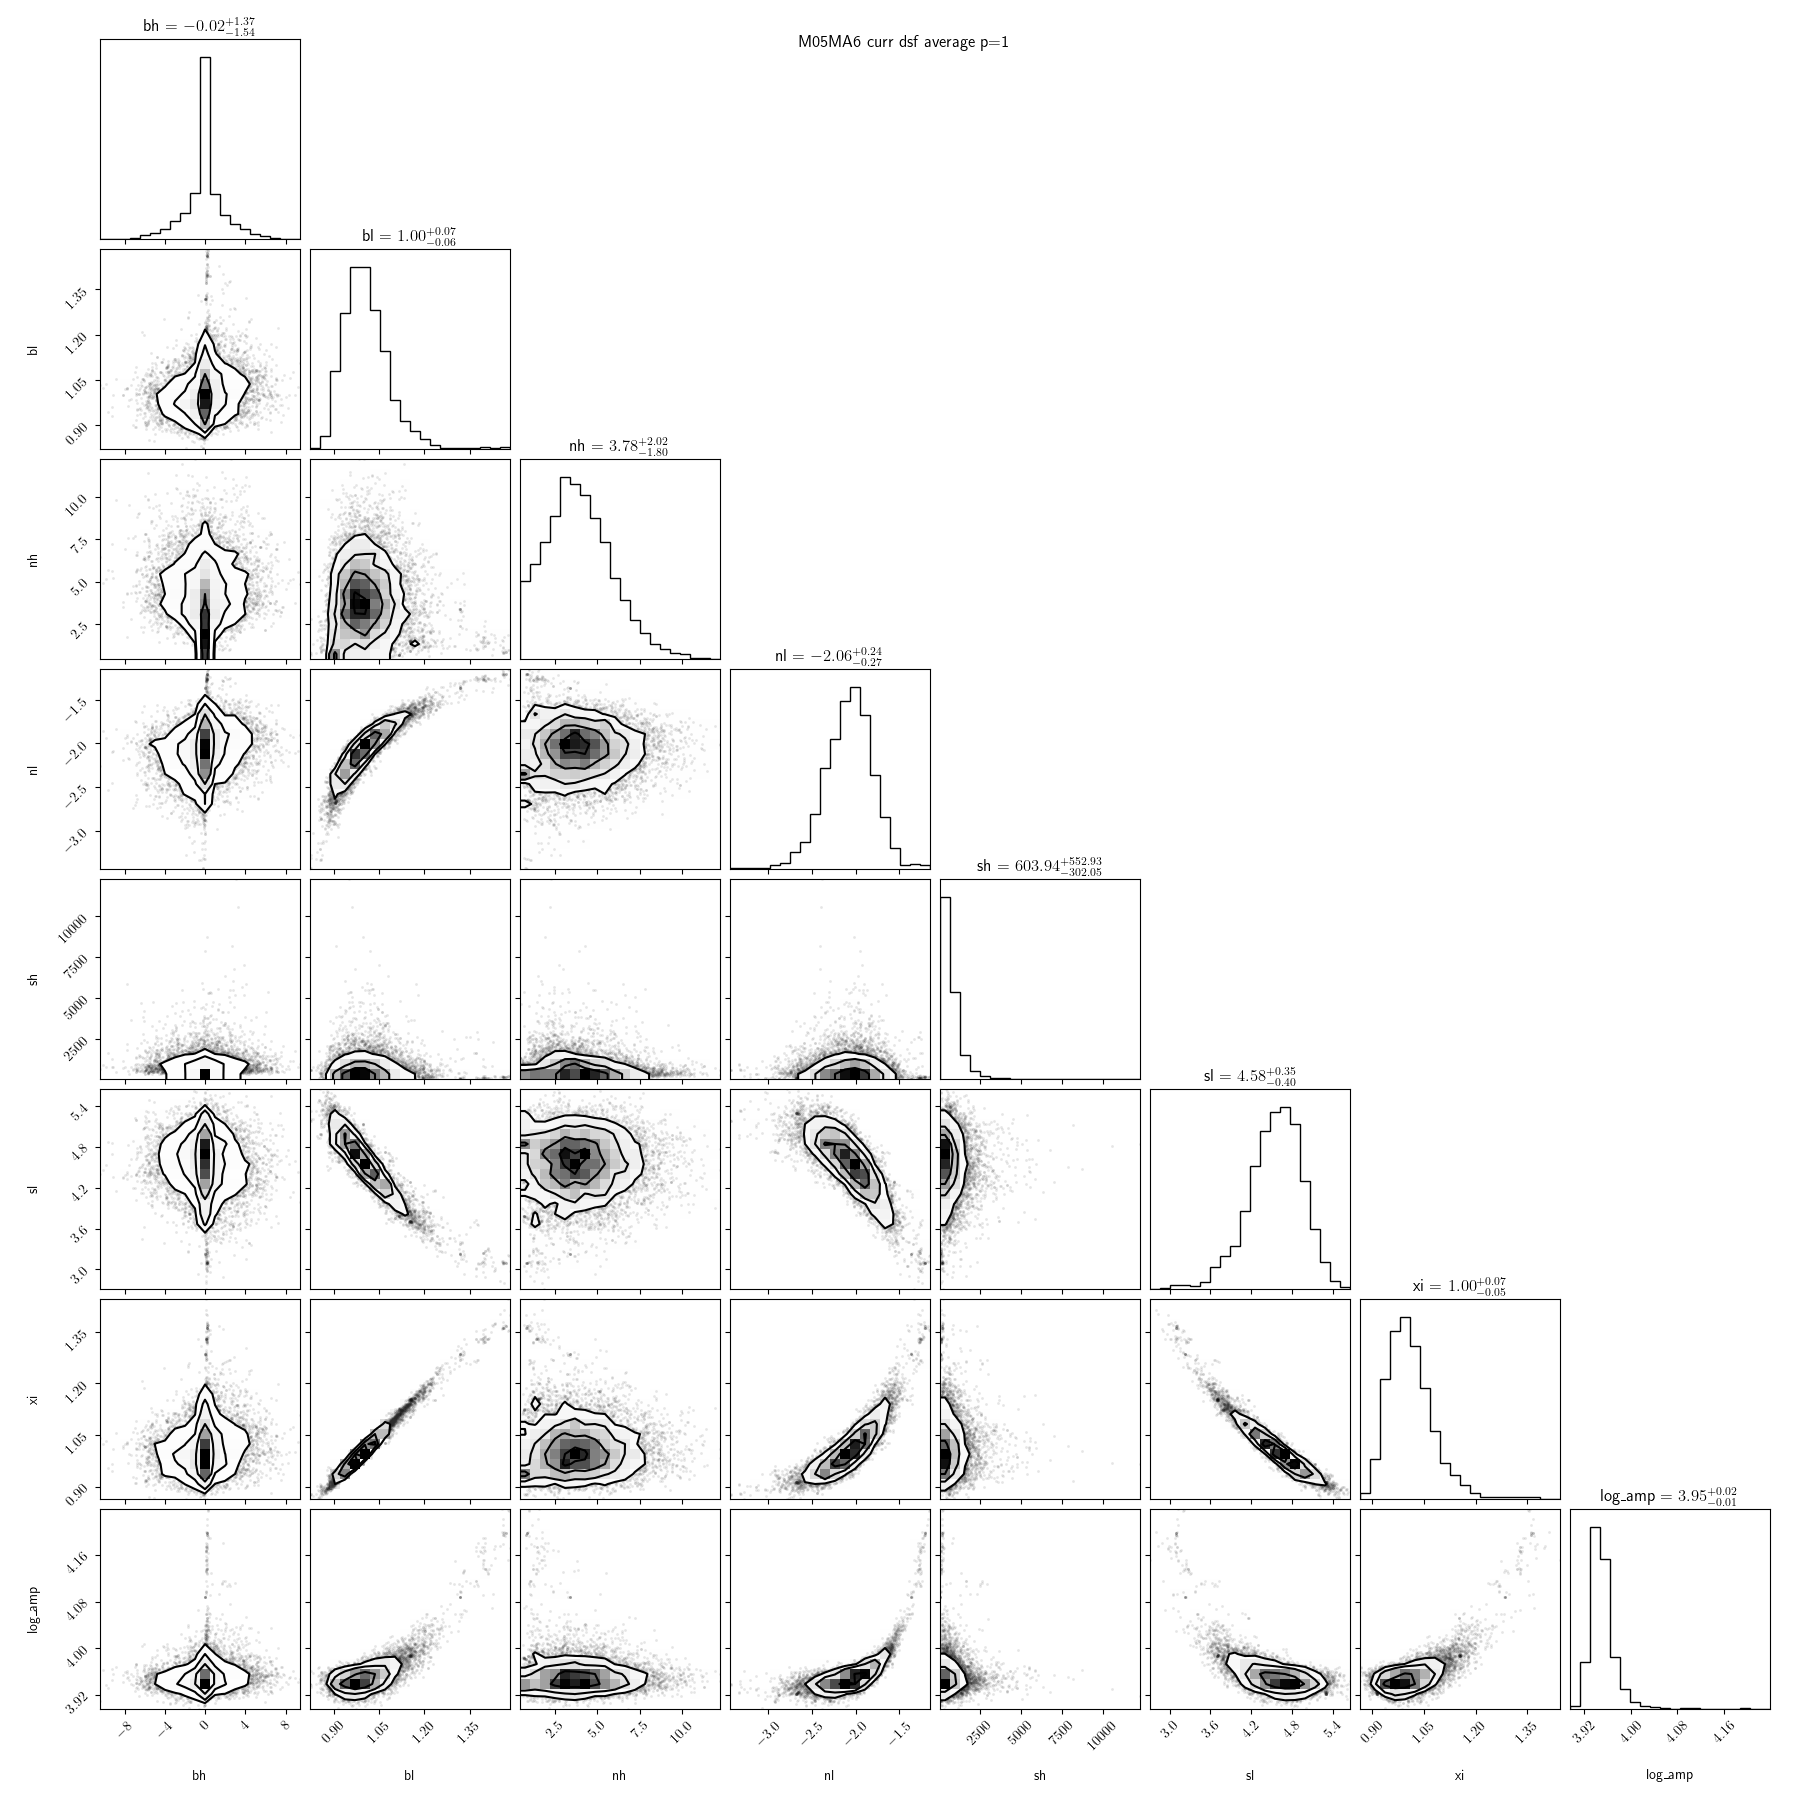 M05MA6 curr dsf average p=1
bh = −0.02 +1.37 −1.54
bl = 1.00 +0.07 −0.06
1.35
1.20
1.05
0.90
bl
nh = 3.78 +2.02 −1.80
10.0
7.5
5.0
2.5
nh
nl = −2.06 +0.24 −0.27
−1.5
−2.0
−2.5
−3.0
nl
sh = 603.94 +552.93 −302.05
10000
7500
5000
2500
sh
sl = 4.58 +0.35 −0.40
5.4
4.8
4.2
3.6
3.0
sl
xi = 1.00 +0.07 −0.05
1.35
1.20
1.05
0.90
xi
log_amp = 3.95 +0.02 −0.01
4.16
4.08
4.00
3.92
log_amp
−8 −4 0 4 8
0.90 1.05 1.20 1.35
2.5 5.0 7.5 10.0
−3.0 −2.5 −2.0 −1.5
2500 5000 7500 10000
3.0 3.6 4.2 4.8 5.4
0.90 1.05 1.20 1.35
3.92 4.00 4.08 4.16
bh bl nh nl sh sl xi log_amp